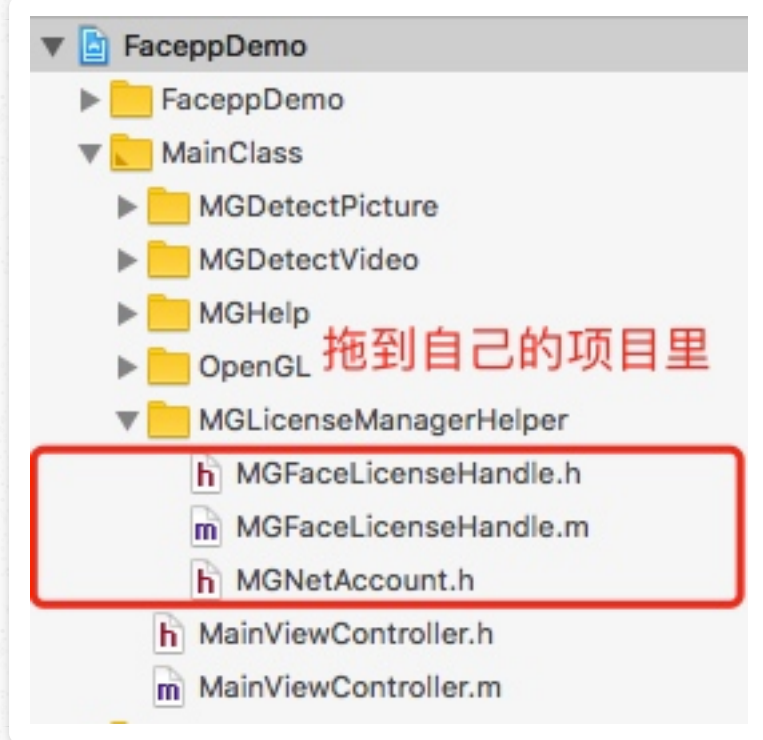 FaceppDemo
FaceppDemo
MainClass
MGDetectPicture
MGDetectVideo
MGHelp
OpenGL 拖到自己的项目里
MGLicenseManagerHelper
h MGFaceLicenseHandle.h
m MGFaceLicenseHandle.m
h MGNetAccount.h
h MainViewController.h
m MainViewController.m